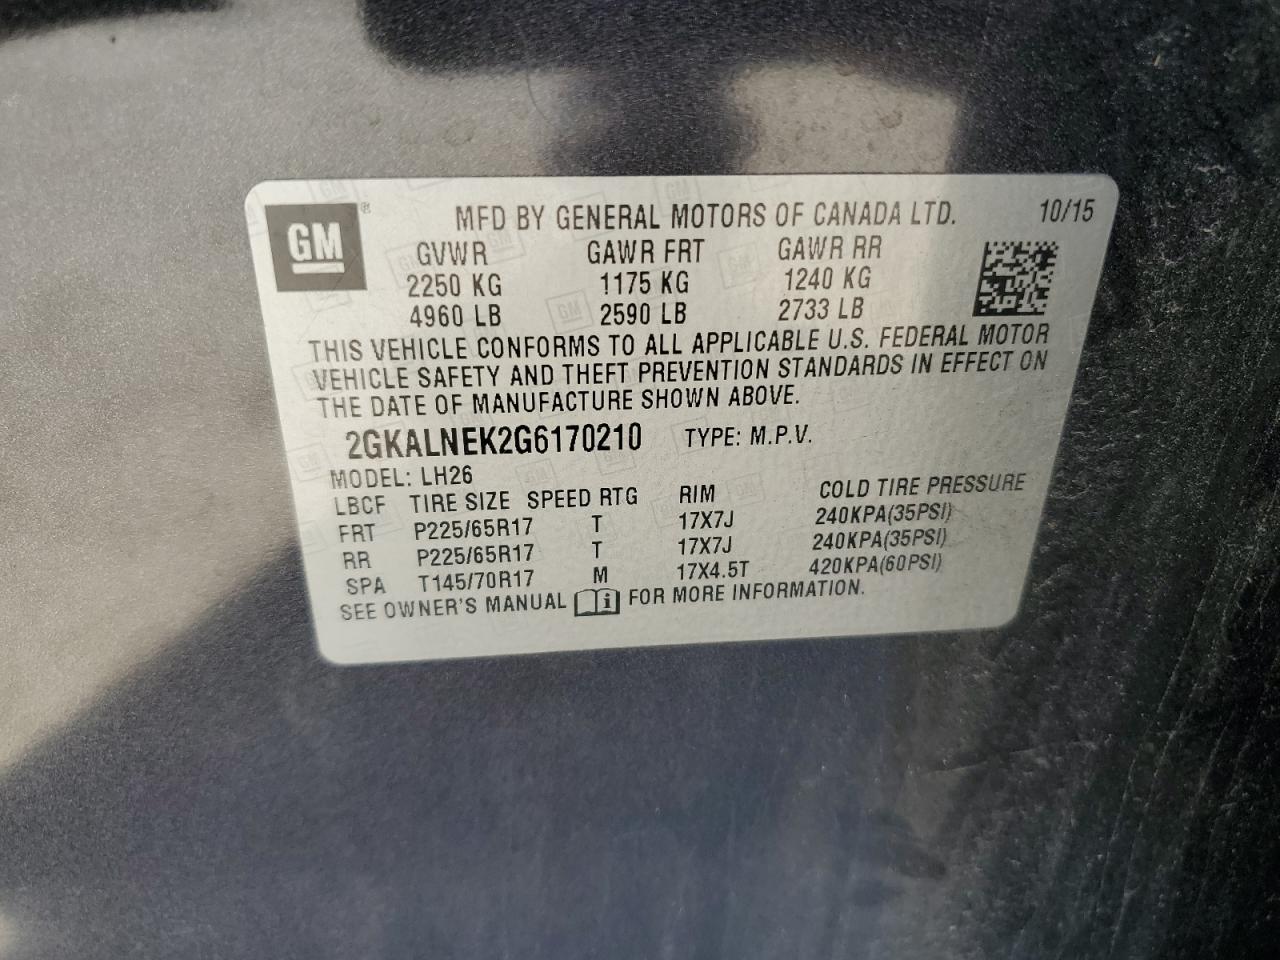 GM ®
MFD BY GENERAL MOTORS OF CANADA LTD. 10/15
GVWR GAWR FRT GAWR RR
2250 KG 1175 KG 1240 KG
4960 LB 2590 LB 2733 LB
THIS VEHICLE CONFORMS TO ALL APPLICABLE U.S. FEDERAL MOTOR
VEHICLE SAFETY AND THEFT PREVENTION STANDARDS IN EFFECT ON
THE DATE OF MANUFACTURE SHOWN ABOVE.
2GKALNEK2G6170210 TYPE: M.P.V.
MODEL: LH26
LBCF TIRE SIZE SPEED RTG RIM COLD TIRE PRESSURE
FRT P225/65R17 T 17X7J 240KPA(35PSI)
RR P225/65R17 T 17X7J 240KPA(35PSI)
SPA T145/70R17 M 17X4.5T 420KPA(60PSI)
SEE OWNER'S MANUAL i FOR MORE INFORMATION.